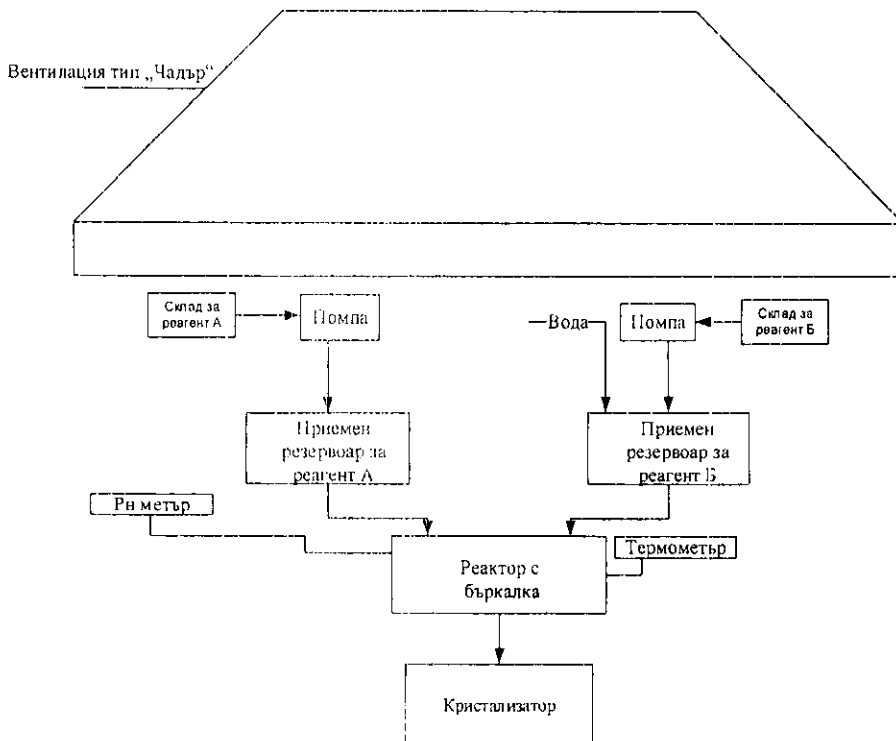 Вентилация тип „Чадър“
Склад за
реагент А
Помпа
Вода
Помпа
Склад за
реагент Б
Приемен
резервоар за
реагент А
Приемен
резервоар за
реагент Б
Рн метър
Термометър
Реактор с
бъркалка
Кристализатор